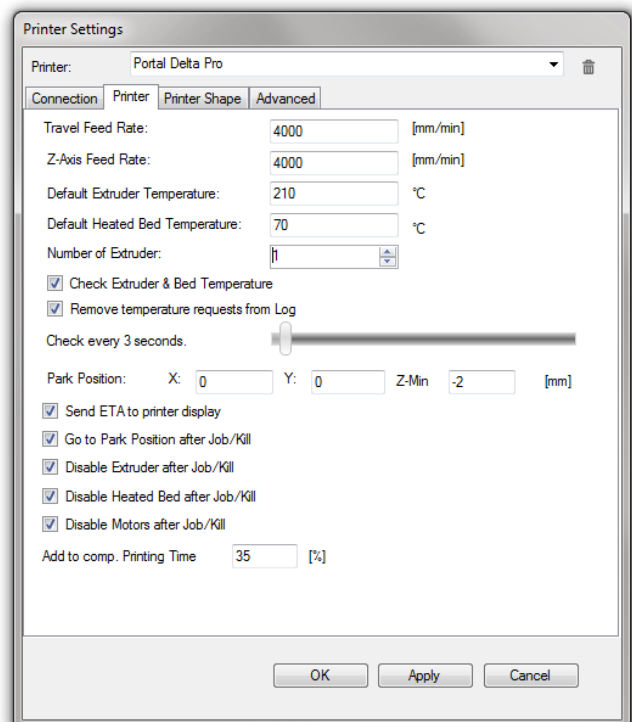 Printer Settings
Printer: Portal Delta Pro
Connection Printer Printer Shape Advanced
Travel Feed Rate: 4000 [mm/min]
Z-Axis Feed Rate: 4000 [mm/min]
Default Extruder Temperature: 210 °C
Default Heated Bed Temperature: 70 °C
Number of Extruder: 1
Check Extruder & Bed Temperature
Remove temperature requests from Log
Check every 3 seconds.
Park Position: X: 0 Y: 0 Z-Min -2 [mm]
Send ETA to printer display
Go to Park Position after Job/Kill
Disable Extruder after Job/Kill
Disable Heated Bed after Job/Kill
Disable Motors after Job/Kill
Add to comp. Printing Time 35 [%]
OK Apply Cancel